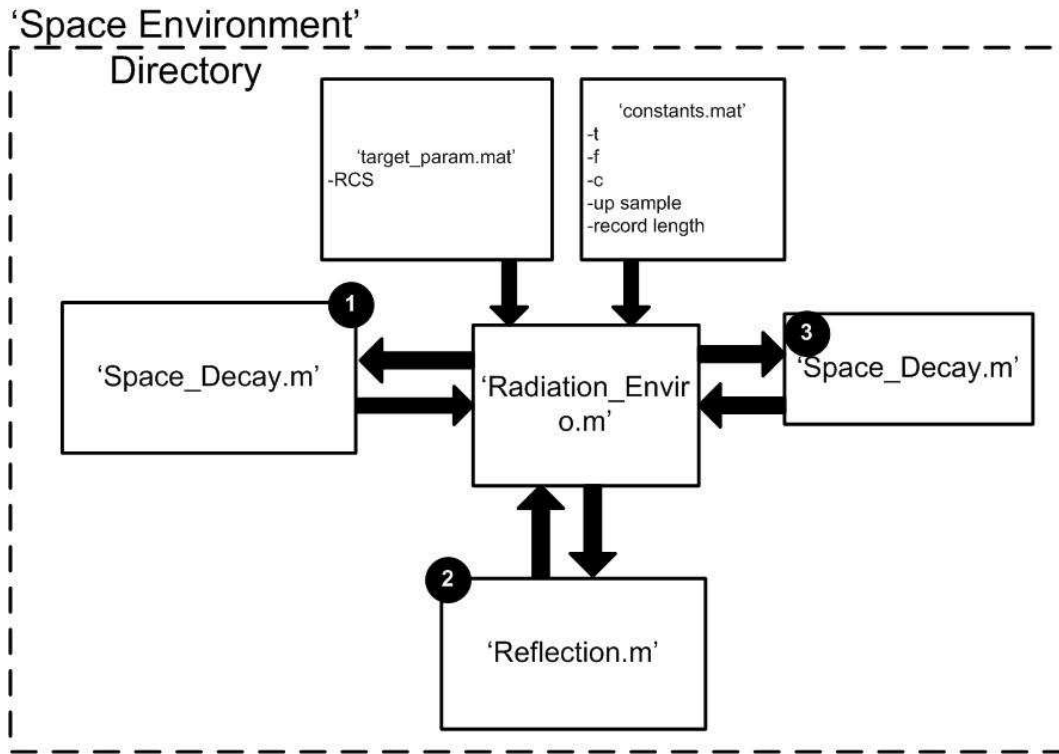 ‘Space Environment’
Directory
‘target_param.mat’
-RCS
‘constants.mat’
-t
-f
-c
-up sample
-record length
1
‘Space_Decay.m’
‘Radiation_Envir
o.m’
3
‘Space_Decay.m’
2
‘Reflection.m’